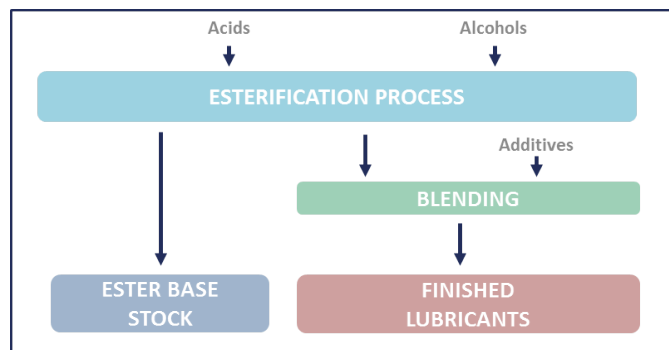 Acids
Alcohols
ESTERIFICATION PROCESS
Additives
BLENDING
ESTER BASE
STOCK
FINISHED
LUBRICANTS